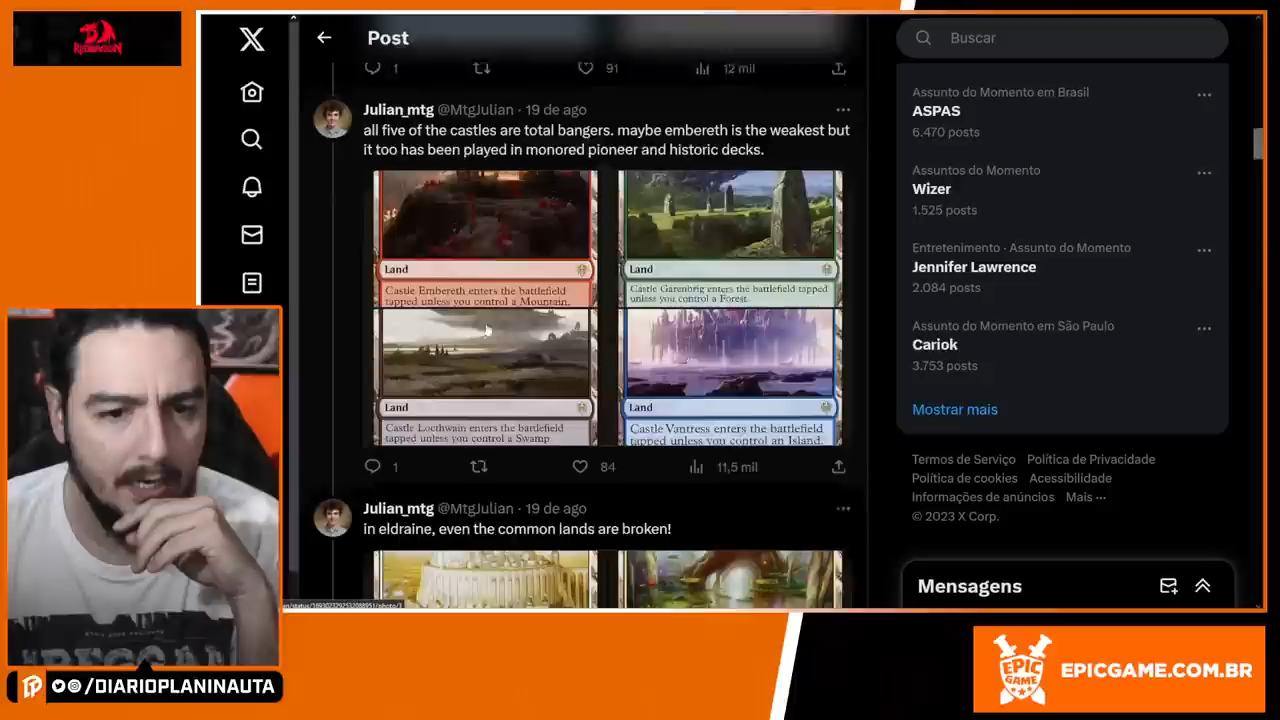 REDRAGON
X
Post
1
91
12 mil
Julian_mtg @MtgJulian · 19 de ago
all five of the castles are total bangers. maybe embereth is the weakest but
it too has been played in monored pioneer and historic decks.
Land
Castle Embereth enters the battlefield
tapped unless you control a Mountain.
Land
Castle Garenbrig enters the battlefield tapped
unless you control a Forest.
Land
Castle Locthwain enters the battlefield
tapped unless you control a Swamp
Land
Castle Vantress enters the battlefield
tapped unless you control an Island.
1
84
11,5 mil
Julian_mtg @MtgJulian · 19 de ago
in eldraine, even the common lands are broken!
Buscar
Assunto do Momento em Brasil
ASPAS
6.470 posts
Assuntos do Momento
Wizer
1.525 posts
Entretenimento · Assunto do Momento
Jennifer Lawrence
2.084 posts
Assunto do Momento em São Paulo
Cariok
3.753 posts
Mostrar mais
Termos de Serviço Política de Privacidade
Política de cookies Acessibilidade
Informações de anúncios Mais ···
© 2023 X Corp.
Mensagens
/DIARIOPLANINAUTA
EPIC
GAME
EPICGAME.COM.BR